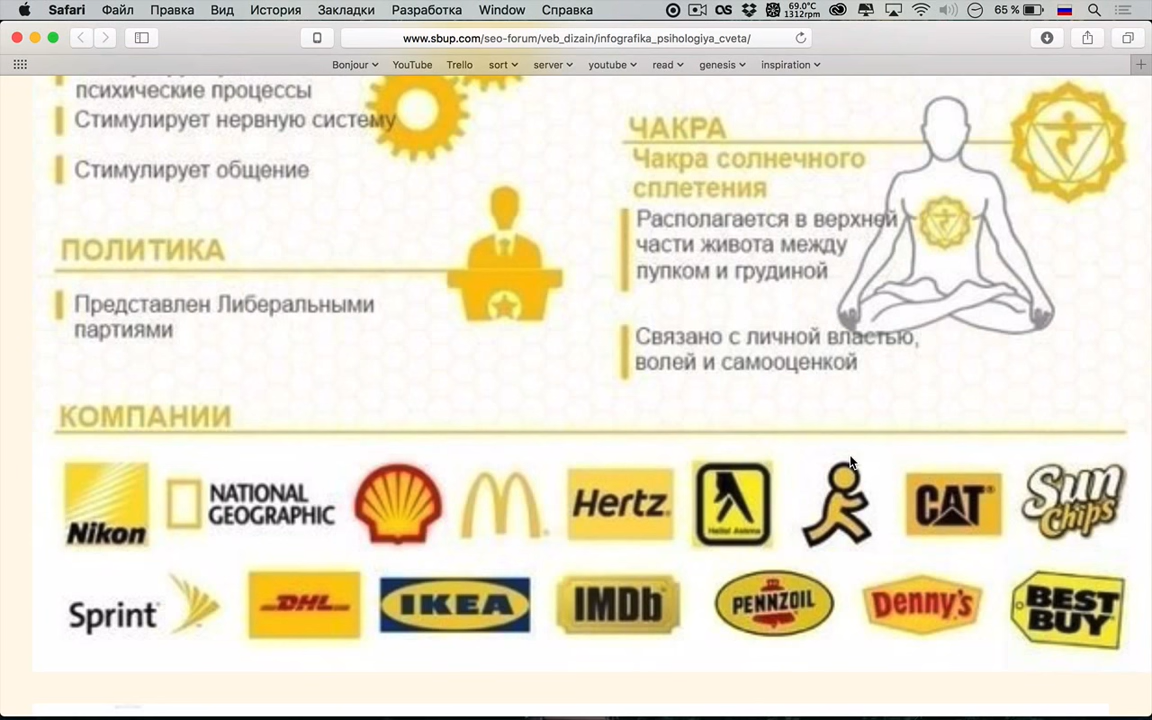 Safari Файл Правка Вид История Закладки Разработка Window Справка
69.0°C
1312rpm
65 %
www.sbup.com/seo-forum/veb_dizain/infografika_psihologiya_cveta/
Bonjour YouTube Trello sort server youtube read genesis inspiration
психические процессы
Стимулирует нервную систему
Стимулирует общение
ПОЛИТИКА
Представлен Либеральными
партиями
ЧАКРА
Чакра солнечного
сплетения
Располагается в верхней
части живота между
пупком и грудиной
Связано с личной властью,
волей и самооценкой
КОМПАНИИ
Nikon
NATIONAL
GEOGRAPHIC
Hertz
CAT
Sun
Chips
Sprint
DHL
IKEA
IMDb
PENNZOIL
Denny's
BEST
BUY